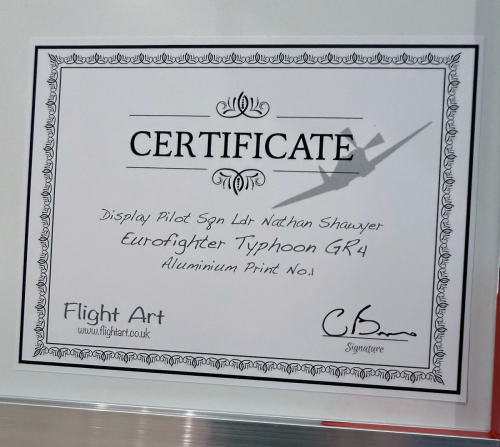 CERTIFICATE
Display Pilot Sqn Ldr Nathan Shawyer
Eurofighter Typhoon GR4
Aluminium Print No.1
Flight Art
www.flightart.co.uk
Signature